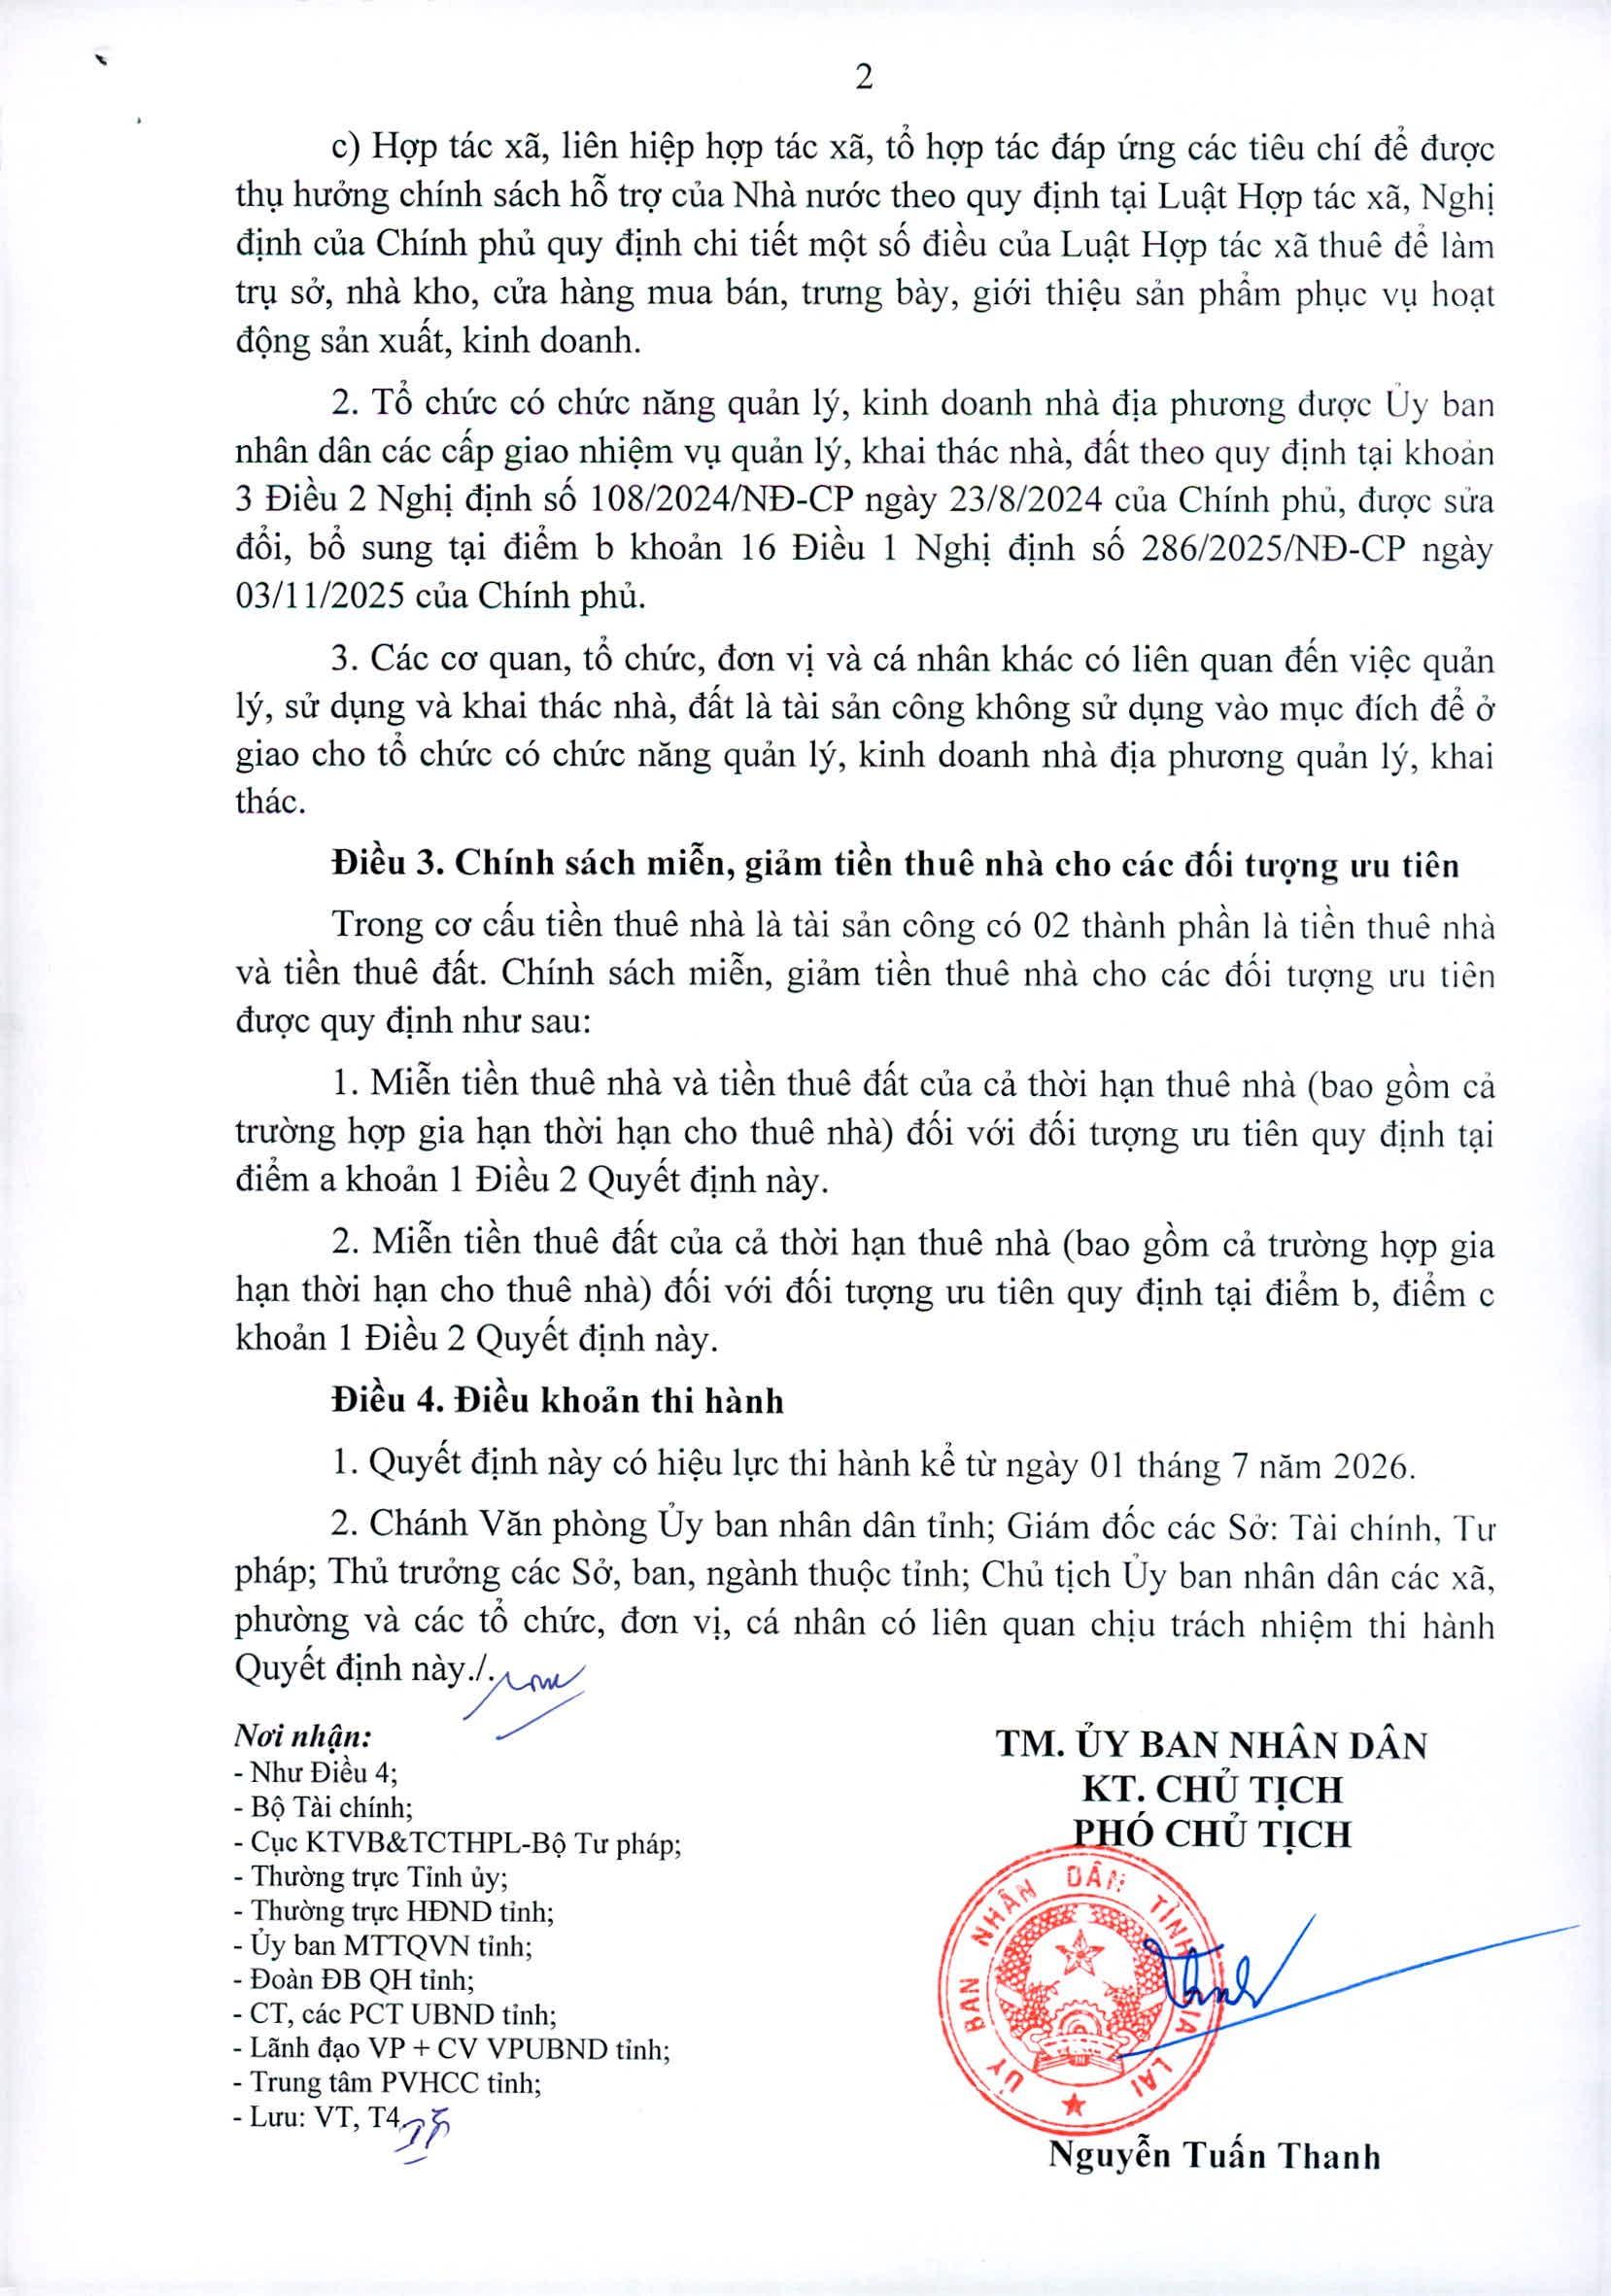 2
c) Hợp tác xã, liên hiệp hợp tác xã, tổ hợp tác đáp ứng các tiêu chí để được
thụ hưởng chính sách hỗ trợ của Nhà nước theo quy định tại Luật Hợp tác xã, Nghị
định của Chính phủ quy định chi tiết một số điều của Luật Hợp tác xã thuê để làm
trụ sở, nhà kho, cửa hàng mua bán, trưng bày, giới thiệu sản phẩm phục vụ hoạt
động sản xuất, kinh doanh.
2. Tổ chức có chức năng quản lý, kinh doanh nhà địa phương được Ủy ban
nhân dân các cấp giao nhiệm vụ quản lý, khai thác nhà, đất theo quy định tại khoản
3 Điều 2 Nghị định số 108/2024/NĐ-CP ngày 23/8/2024 của Chính phủ, được sửa
đổi, bổ sung tại điểm b khoản 16 Điều 1 Nghị định số 286/2025/NĐ-CP ngày
03/11/2025 của Chính phủ.
3. Các cơ quan, tổ chức, đơn vị và cá nhân khác có liên quan đến việc quản
lý, sử dụng và khai thác nhà, đất là tài sản công không sử dụng vào mục đích để ở
giao cho tổ chức có chức năng quản lý, kinh doanh nhà địa phương quản lý, khai
thác.
Điều 3. Chính sách miễn, giảm tiền thuê nhà cho các đối tượng ưu tiên
Trong cơ cấu tiền thuê nhà là tài sản công có 02 thành phần là tiền thuê nhà
và tiền thuê đất. Chính sách miễn, giảm tiền thuê nhà cho các đối tượng ưu tiên
được quy định như sau:
1. Miễn tiền thuê nhà và tiền thuê đất của cả thời hạn thuê nhà (bao gồm cả
trường hợp gia hạn thời hạn cho thuê nhà) đối với đối tượng ưu tiên quy định tại
điểm a khoản 1 Điều 2 Quyết định này.
2. Miễn tiền thuê đất của cả thời hạn thuê nhà (bao gồm cả trường hợp gia
hạn thời hạn cho thuê nhà) đối với đối tượng ưu tiên quy định tại điểm b, điểm c
khoản 1 Điều 2 Quyết định này.
Điều 4. Điều khoản thi hành
1. Quyết định này có hiệu lực thi hành kể từ ngày 01 tháng 7 năm 2026.
2. Chánh Văn phòng Ủy ban nhân dân tỉnh; Giám đốc các Sở: Tài chính, Tư
pháp; Thủ trưởng các Sở, ban, ngành thuộc tỉnh; Chủ tịch Ủy ban nhân dân các xã,
phường và các tổ chức, đơn vị, cá nhân có liên quan chịu trách nhiệm thi hành
Quyết định này./.
Nơi nhận:
- Như Điều 4;
- Bộ Tài chính;
- Cục KTVB&TCTHPL-Bộ Tư pháp;
- Thường trực Tỉnh ủy;
- Thường trực HĐND tỉnh;
- Ủy ban MTTQVN tỉnh;
- Đoàn ĐB QH tỉnh;
- CT, các PCT UBND tỉnh;
- Lãnh đạo VP + CV VPUBND tỉnh;
- Trung tâm PVHCC tỉnh;
- Lưu: VT, T4.
TM. ỦY BAN NHÂN DÂN
KT. CHỦ TỊCH
PHÓ CHỦ TỊCH
ỦY BAN NHÂN DÂN TỈNH GIA LAI
Nguyễn Tuấn Thanh